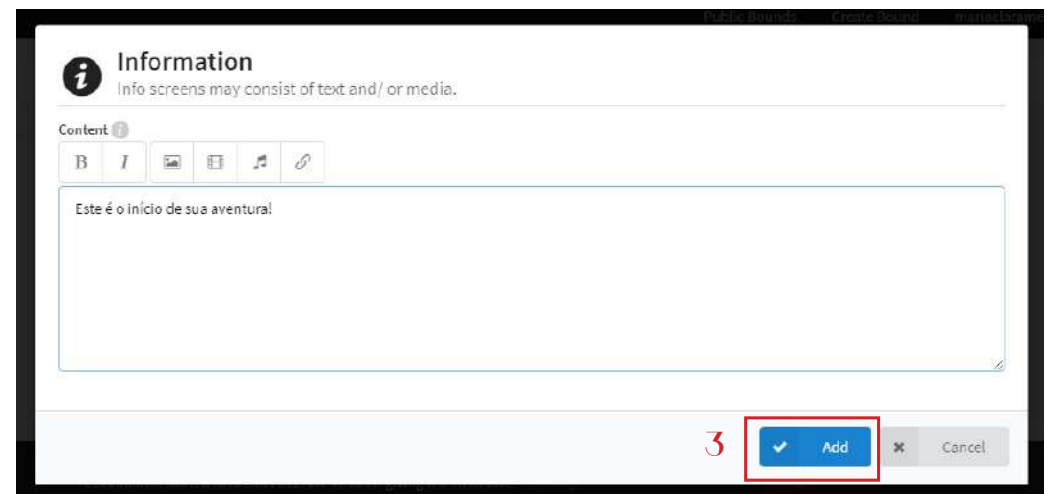 Public Bounds Create Bound mariaclarame
Information
Info screens may consist of text and/ or media.
Content
B I
Este é o início de sua aventura!
3
Add Cancel